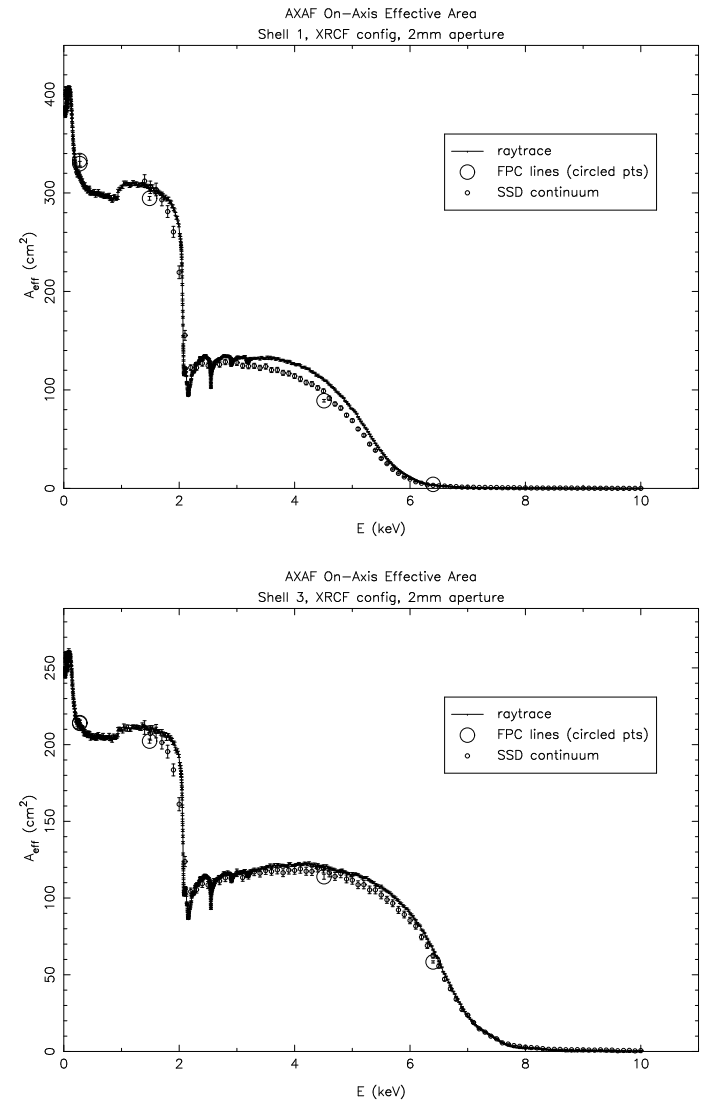 AXAF On-Axis Effective Area
Shell 1, XRCF config, 2mm aperture
400
300
200
100
0
Aeff (cm2)
raytrace
FPC lines (circled pts)
SSD continuum
0 2 4 6 8 10
E (keV)
AXAF On-Axis Effective Area
Shell 3, XRCF config, 2mm aperture
250
200
150
100
50
0
Aeff (cm2)
raytrace
FPC lines (circled pts)
SSD continuum
0 2 4 6 8 10
E (keV)